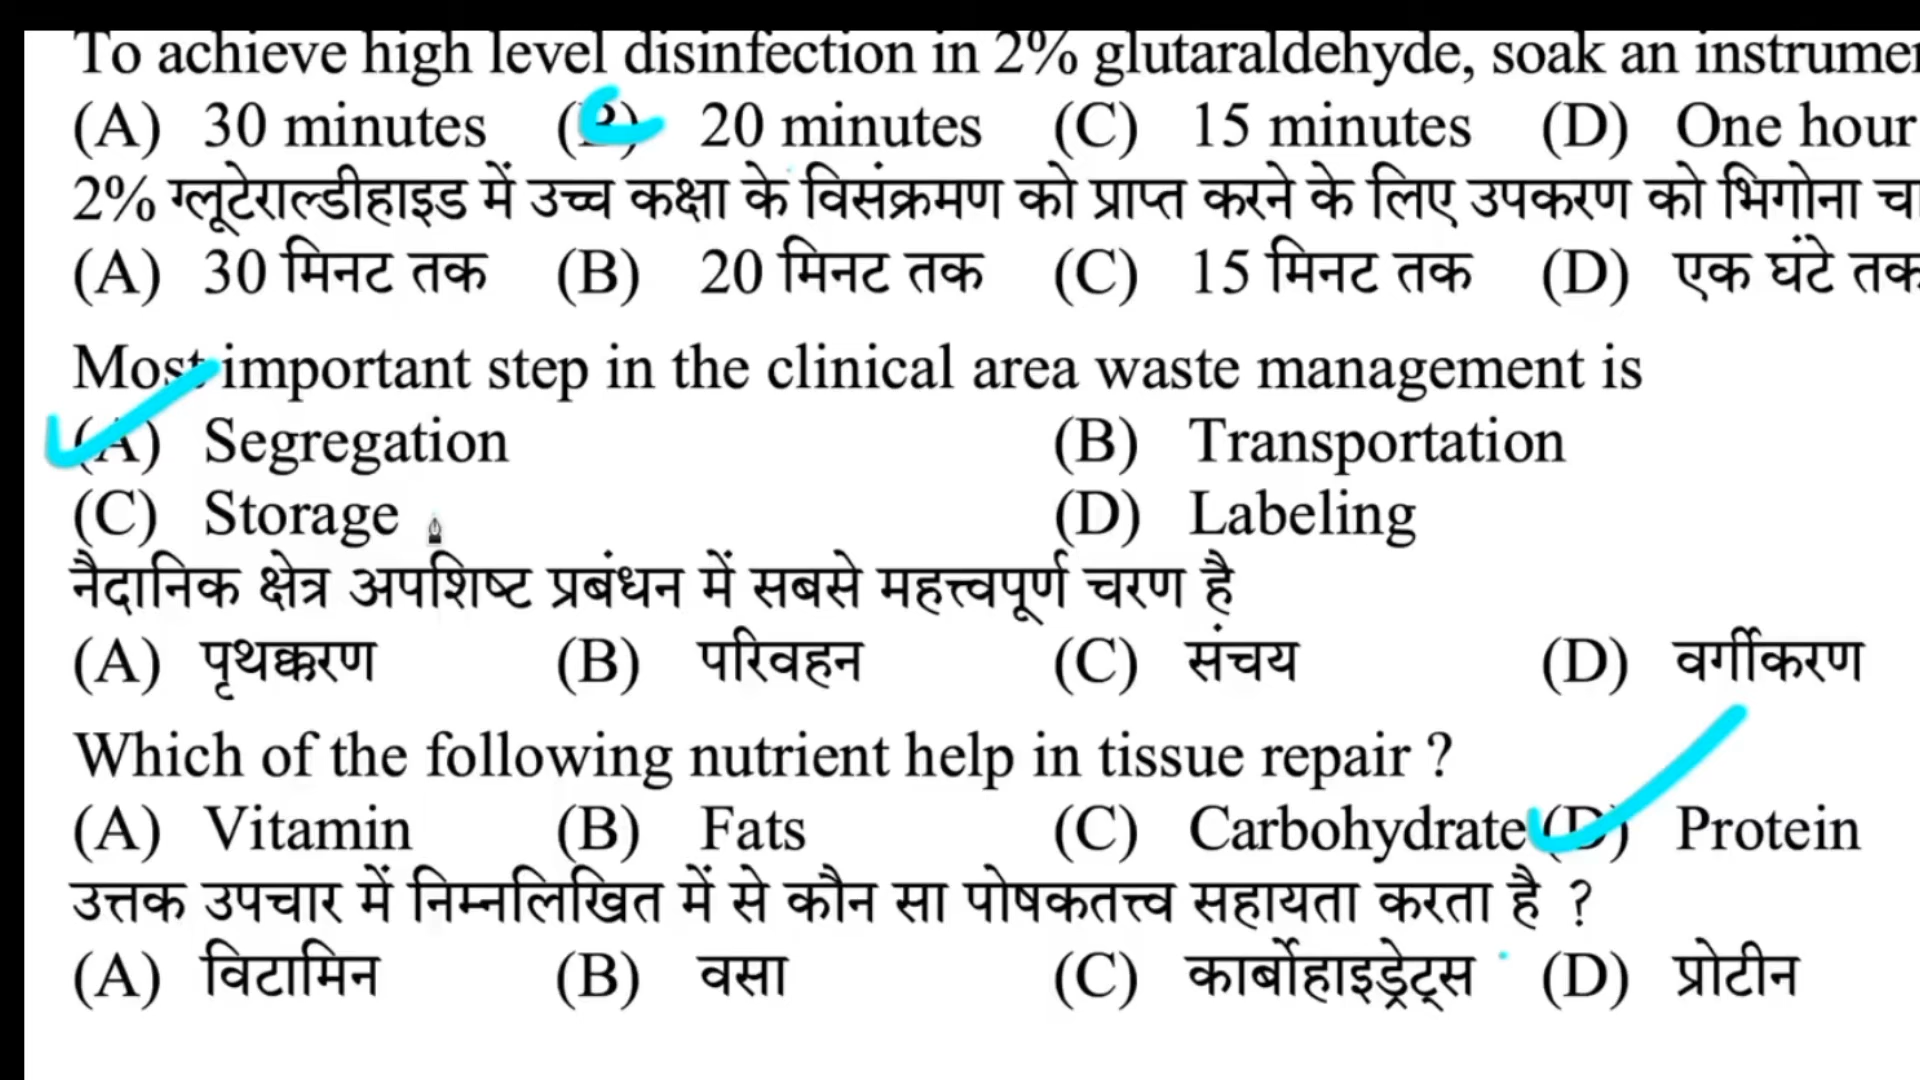 To achieve high level disinfection in 2% glutaraldehyde, soak an
(A) 30 minutes (B) 20 minutes (C) 15 minutes (D) One hour
2% ग्लूटेराल्डीहाइड में उच्च कक्षा के विसंक्रमण को प्राप्त करने के लिए उपकरण को भिगोना
(A) 30 मिनट तक (B) 20 मिनट तक (C) 15 मिनट तक (D) एक घंटे तक
Most important step in the clinical area waste management is
(A) Segregation (B) Transportation
(C) Storage (D) Labeling
नैदानिक क्षेत्र अपशिष्ट प्रबंधन में सबसे महत्त्वपूर्ण चरण है
(A) पृथक्करण (B) परिवहन (C) संचय (D) वर्गीकरण
Which of the following nutrient help in tissue repair ?
(A) Vitamin (B) Fats (C) Carbohydrate (D) Protein
उत्तक उपचार में निम्नलिखित में से कौन सा पोषकतत्त्व सहायता करता है ?
(A) विटामिन (B) वसा (C) कार्बोहाइड्रेट्स (D) प्रोटीन